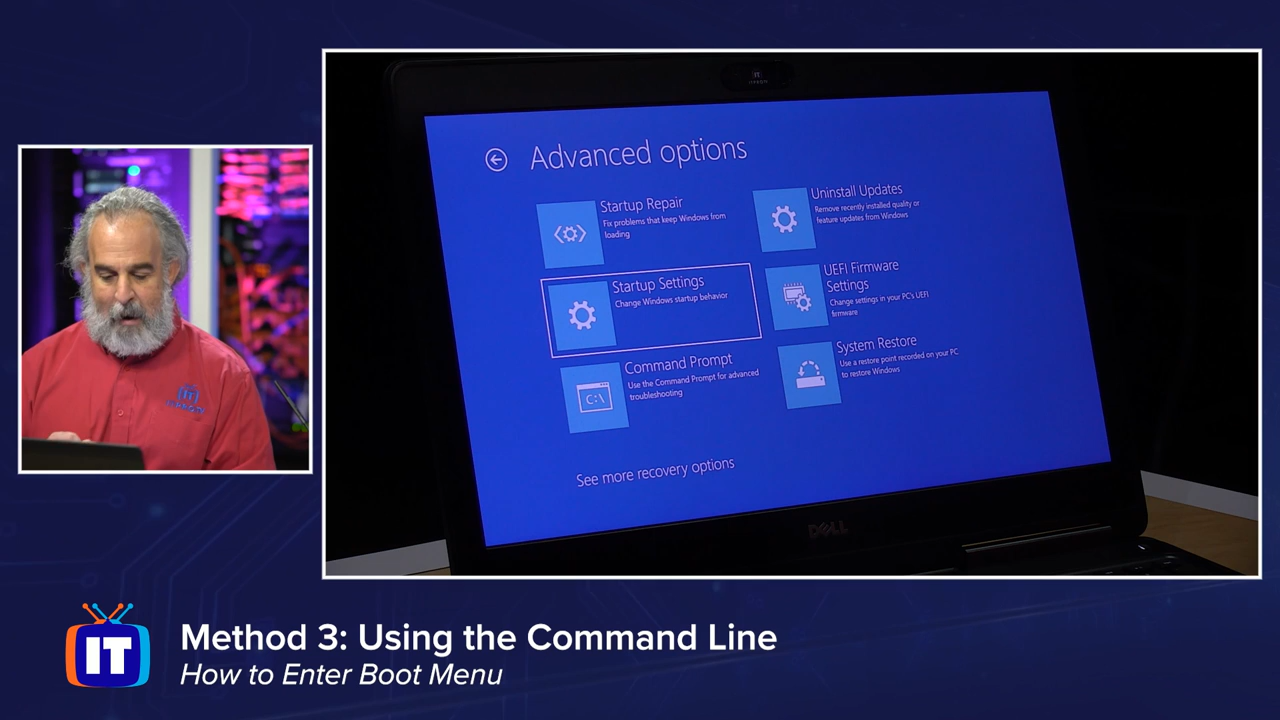 Advanced options
Startup Repair
Fix problems that keep Windows from
loading
Uninstall Updates
Remove recently installed quality or
feature updates from Windows
Startup Settings
Change Windows startup behavior
UEFI Firmware
Settings
Change settings in your PC's UEFI
firmware
Command Prompt
Use the Command Prompt for advanced
troubleshooting
C:\
System Restore
Use a restore point recorded on your PC
to restore Windows
See more recovery options
DELL
IT
Method 3: Using the Command Line
How to Enter Boot Menu